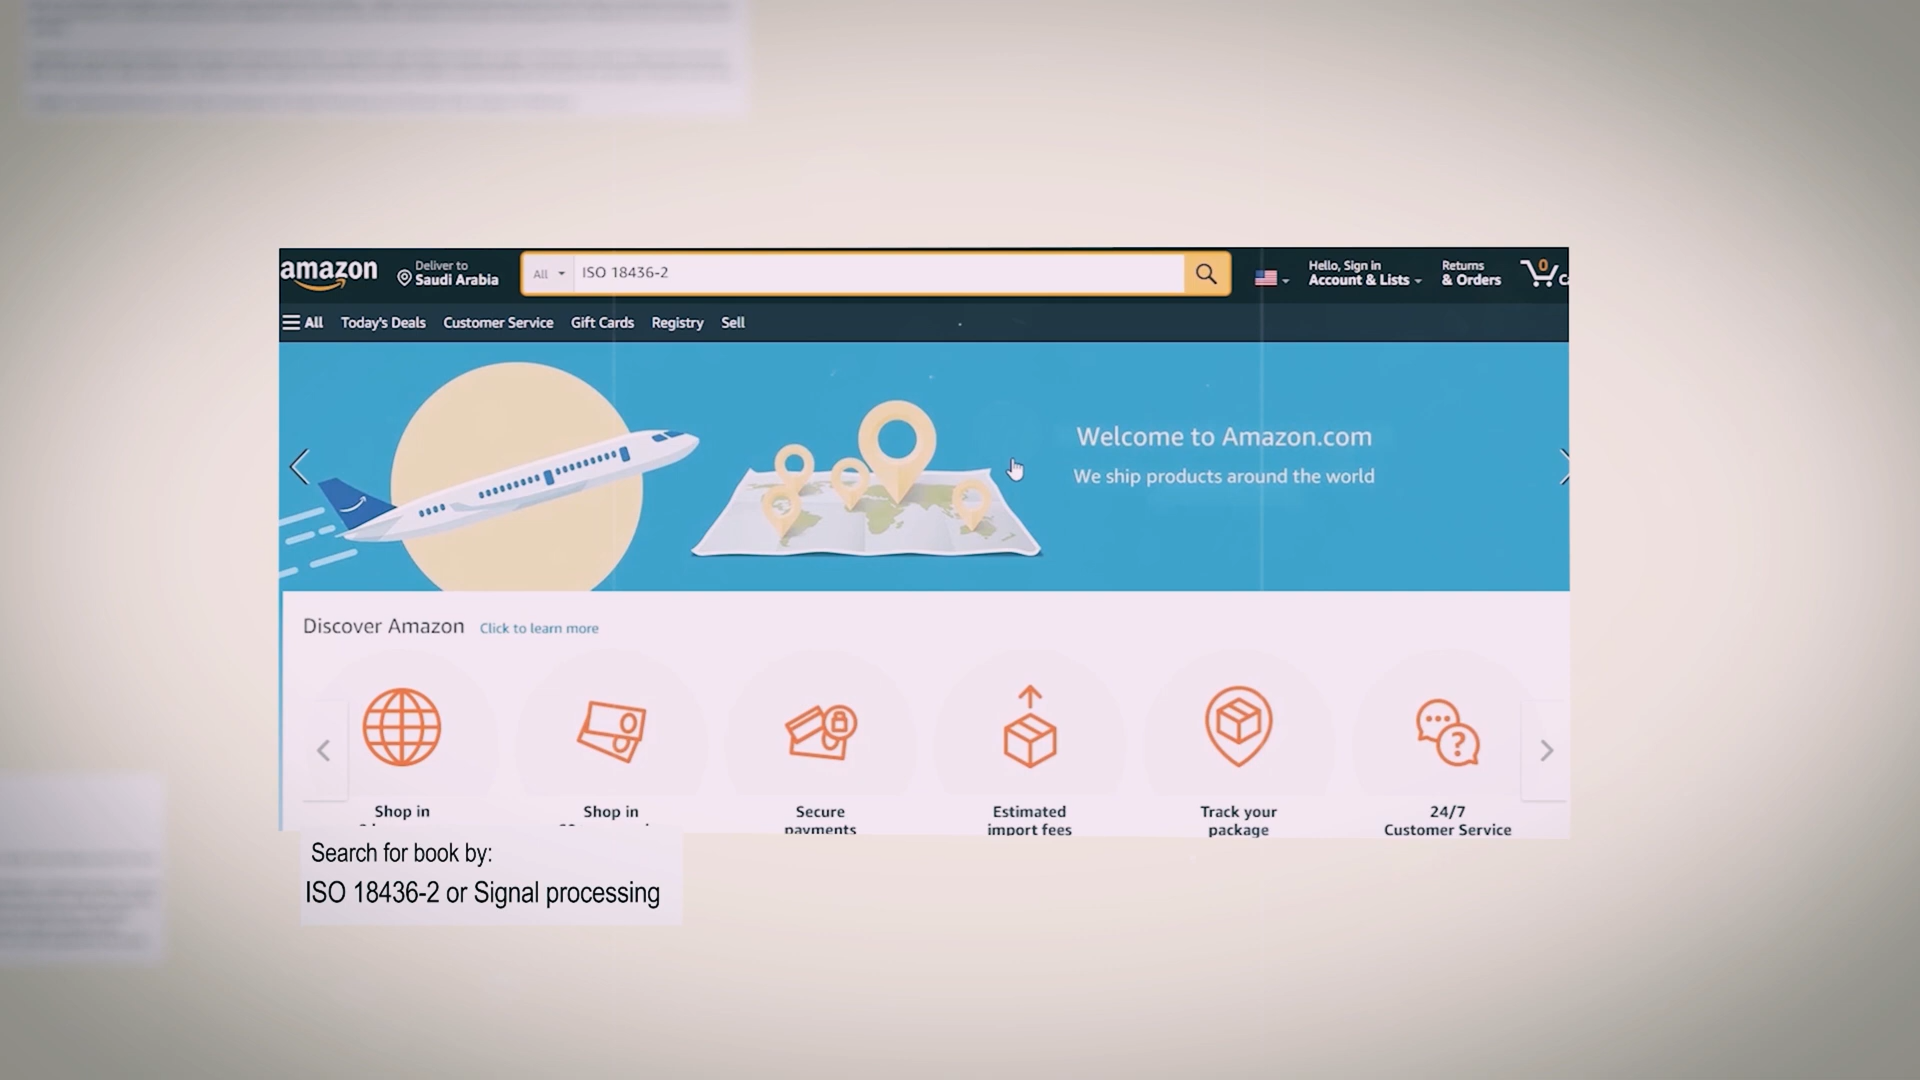 amazon
Deliver to
Saudi Arabia
All
ISO 18436-2
Hello, Sign in
Account & Lists
Returns
& Orders
0
All
Today's Deals
Customer Service
Gift Cards
Registry
Sell
Welcome to Amazon.com
We ship products around the world
Discover Amazon
Click to learn more
Shop in
Shop in
Secure
payments
Estimated
import fees
Track your
package
24/7
Customer Service
Search for book by:
ISO 18436-2 or Signal processing